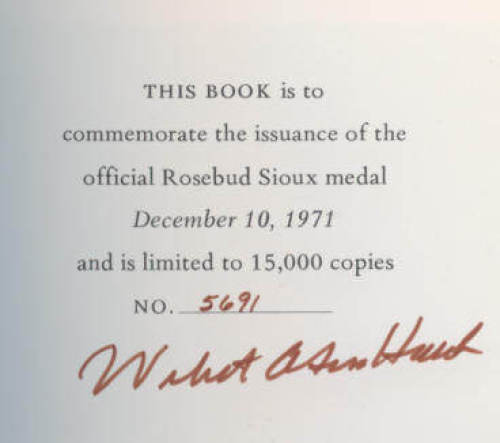 THIS BOOK is to
commemorate the issuance of the
official Rosebud Sioux medal
December 10, 1971
and is limited to 15,000 copies
NO. 5691